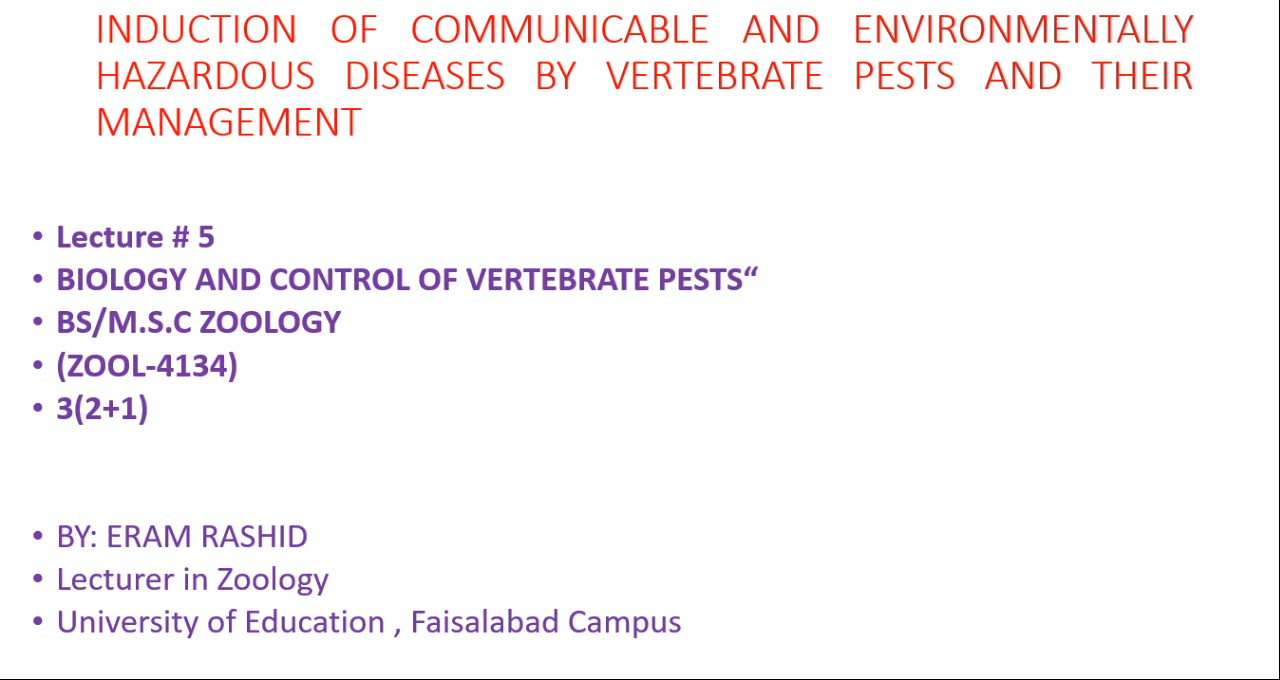 INDUCTION OF COMMUNICABLE AND ENVIRONMENTALLY
HAZARDOUS DISEASES BY VERTEBRATE PESTS AND THEIR
MANAGEMENT
• Lecture # 5
• BIOLOGY AND CONTROL OF VERTEBRATE PESTS“
• BS/M.S.C ZOOLOGY
• (ZOOL-4134)
• 3(2+1)
• BY: ERAM RASHID
• Lecturer in Zoology
• University of Education , Faisalabad Campus